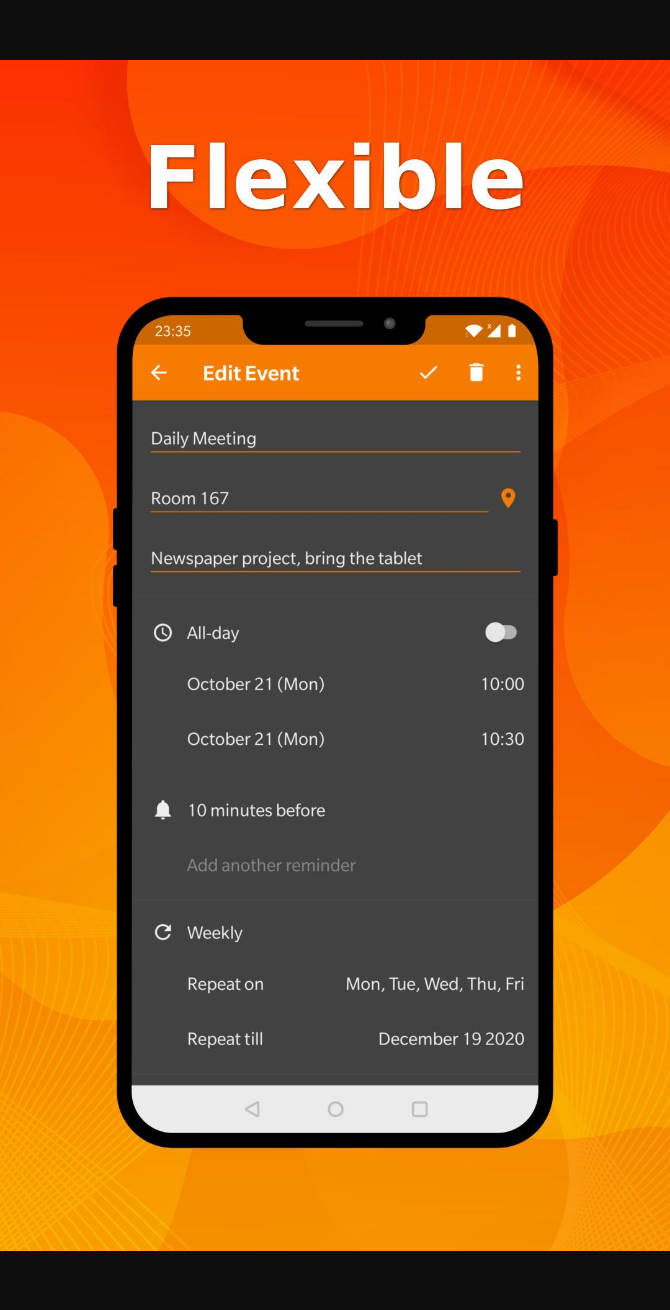 Flexible
23:35
Edit Event
Daily Meeting
Room 167
Newspaper project, bring the tablet
All-day
October 21 (Mon) 10:00
October 21 (Mon) 10:30
10 minutes before
Add another reminder
Weekly
Repeat on Mon, Tue, Wed, Thu, Fri
Repeat till December 19 2020